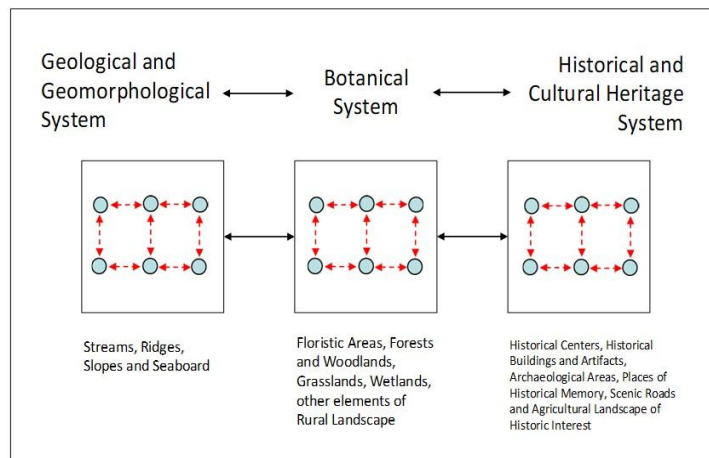 Geological and
Geomorphological
System
Botanical
System
Historical and
Cultural Heritage
System
Streams, Ridges,
Slopes and Seaboard
Floristic Areas, Forests
and Woodlands,
Grasslands, Wetlands,
other elements of
Rural Landscape
Historical Centers, Historical
Buildings and Artifacts,
Archaeological Areas, Places of
Historical Memory, Scenic Roads
and Agricultural Landscape of
Historic Interest